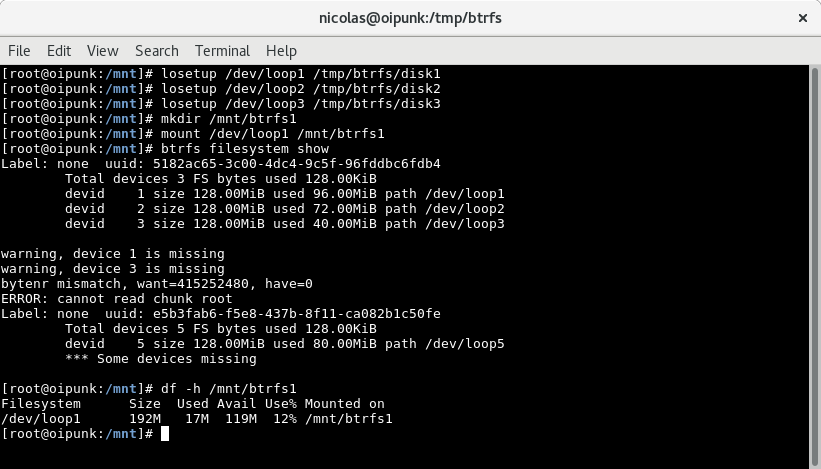 nicolas@oipunk:/tmp/btrfs
File Edit View Search Terminal Help
[root@oipunk:/mnt]# losetup /dev/loop1 /tmp/btrfs/disk1
[root@oipunk:/mnt]# losetup /dev/loop2 /tmp/btrfs/disk2
[root@oipunk:/mnt]# losetup /dev/loop3 /tmp/btrfs/disk3
[root@oipunk:/mnt]# mkdir /mnt/btrfs1
[root@oipunk:/mnt]# mount /dev/loop1 /mnt/btrfs1
[root@oipunk:/mnt]# btrfs filesystem show
Label: none  uuid: 5182ac65-3c00-4dc4-9c5f-96fddbc6fdb4
        Total devices 3 FS bytes used 128.00KiB
        devid    1 size 128.00MiB used 96.00MiB path /dev/loop1
        devid    2 size 128.00MiB used 72.00MiB path /dev/loop2
        devid    3 size 128.00MiB used 40.00MiB path /dev/loop3
warning, device 1 is missing
warning, device 3 is missing
bytenr mismatch, want=415252480, have=0
ERROR: cannot read chunk root
Label: none  uuid: e5b3fab6-f5e8-437b-8f11-ca082b1c50fe
        Total devices 5 FS bytes used 128.00KiB
        devid    5 size 128.00MiB used 80.00MiB path /dev/loop5
        *** Some devices missing
[root@oipunk:/mnt]# df -h /mnt/btrfs1
Filesystem      Size  Used Avail Use% Mounted on
/dev/loop1      192M   17M  119M  12% /mnt/btrfs1
[root@oipunk:/mnt]#